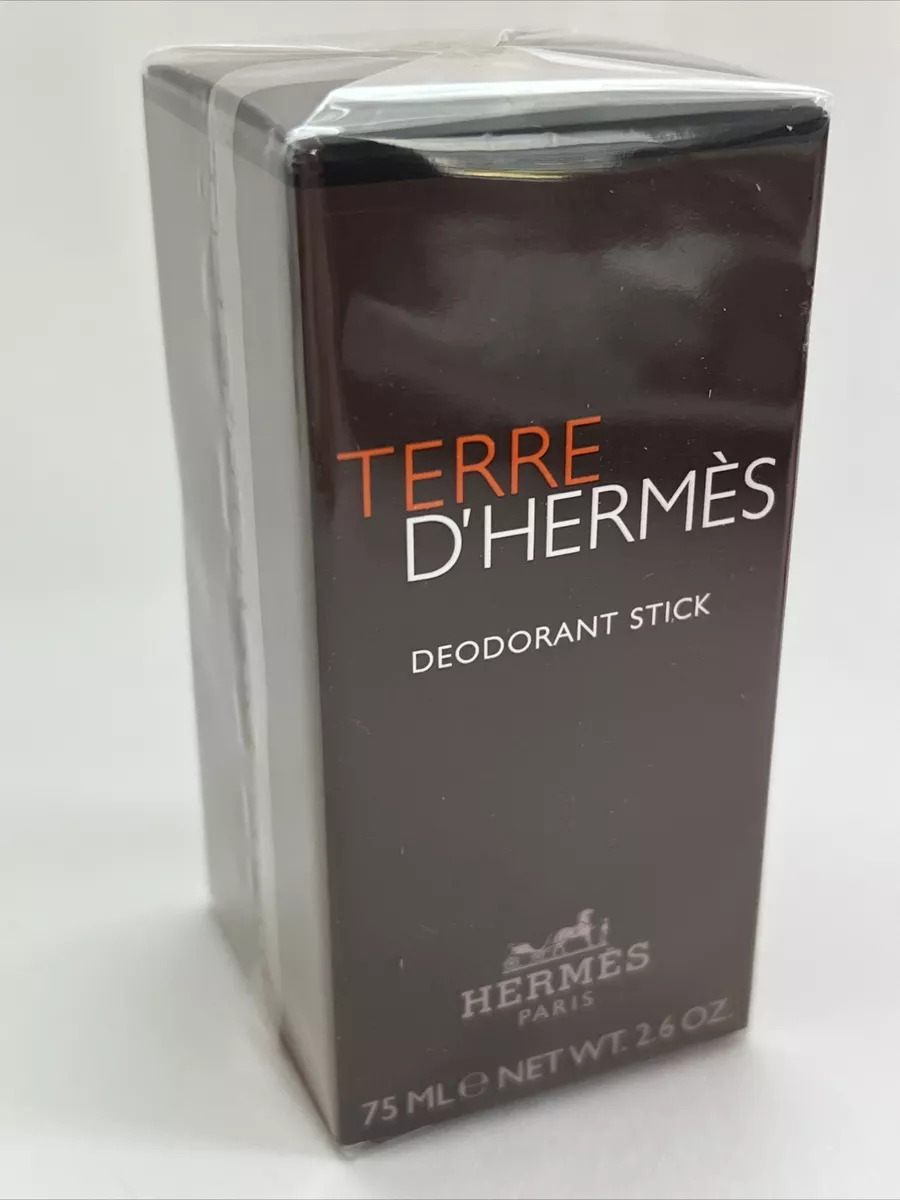 TERRE
D'HERMÈS
DEODORANT STICK
HERMÈS
PARIS
75 ML ℮ NET WT. 2.6 OZ.